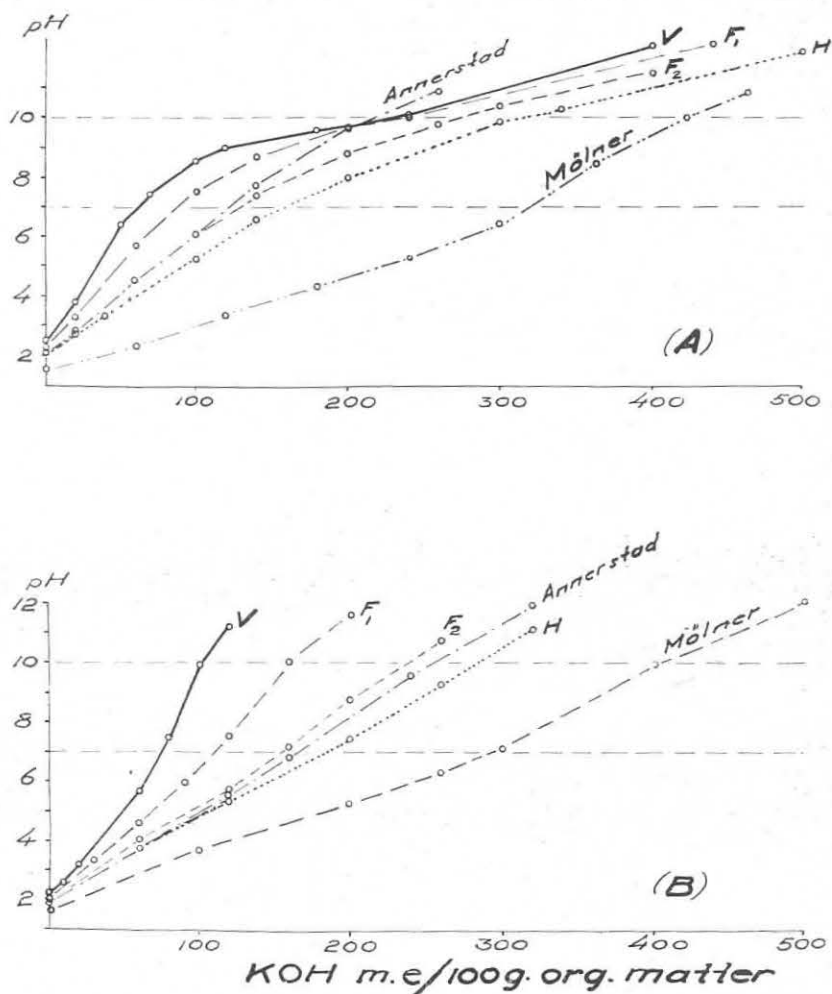 pH
V
F₁
Annerstad
F₂
H
10
Mölner
8
6
4
(A)
2
100 200 300 400 500
pH
Annerstad
12
V
F₁
F₂
H
Mölner
10
8
6
4
2
(B)
100 200 300 400 500
KOH m.e/100g. org. matter